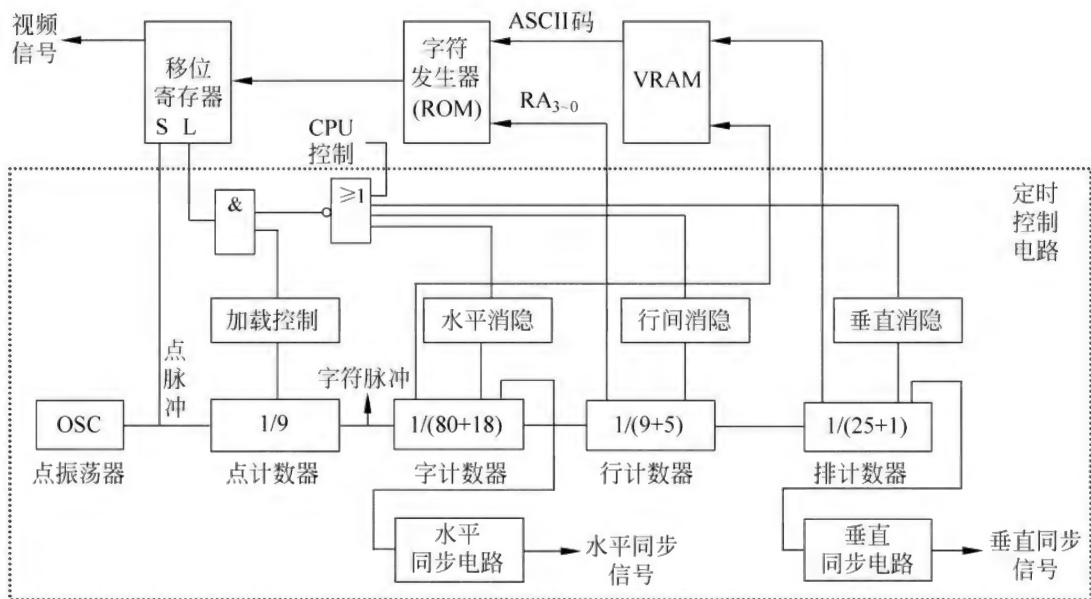 视频
信号
移位
寄存器
S L
字符
发生器
(ROM)
ASCII码
RA3~0
VRAM
CPU
控制
&
≥1
定时
控制
电路
加载控制
水平消隐
行间消隐
垂直消隐
点
脉
冲
字符脉冲
OSC
1/9
1/(80+18)
1/(9+5)
1/(25+1)
点振荡器
点计数器
字计数器
行计数器
排计数器
水平
同步电路
水平同步
信号
垂直
同步电路
垂直同步
信号